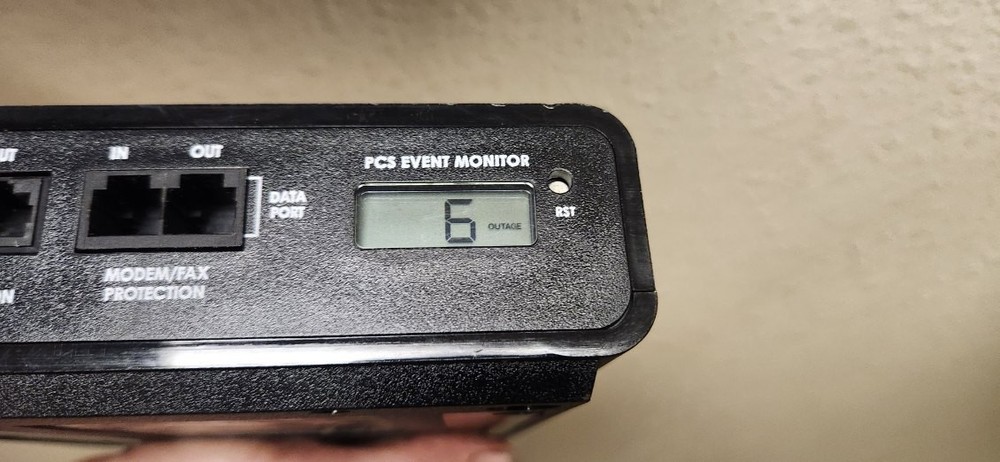 IN OUT
PCS EVENT MONITOR
DATA
PORT
6 OUTAGE
RST
MODEM/FAX
PROTECTION